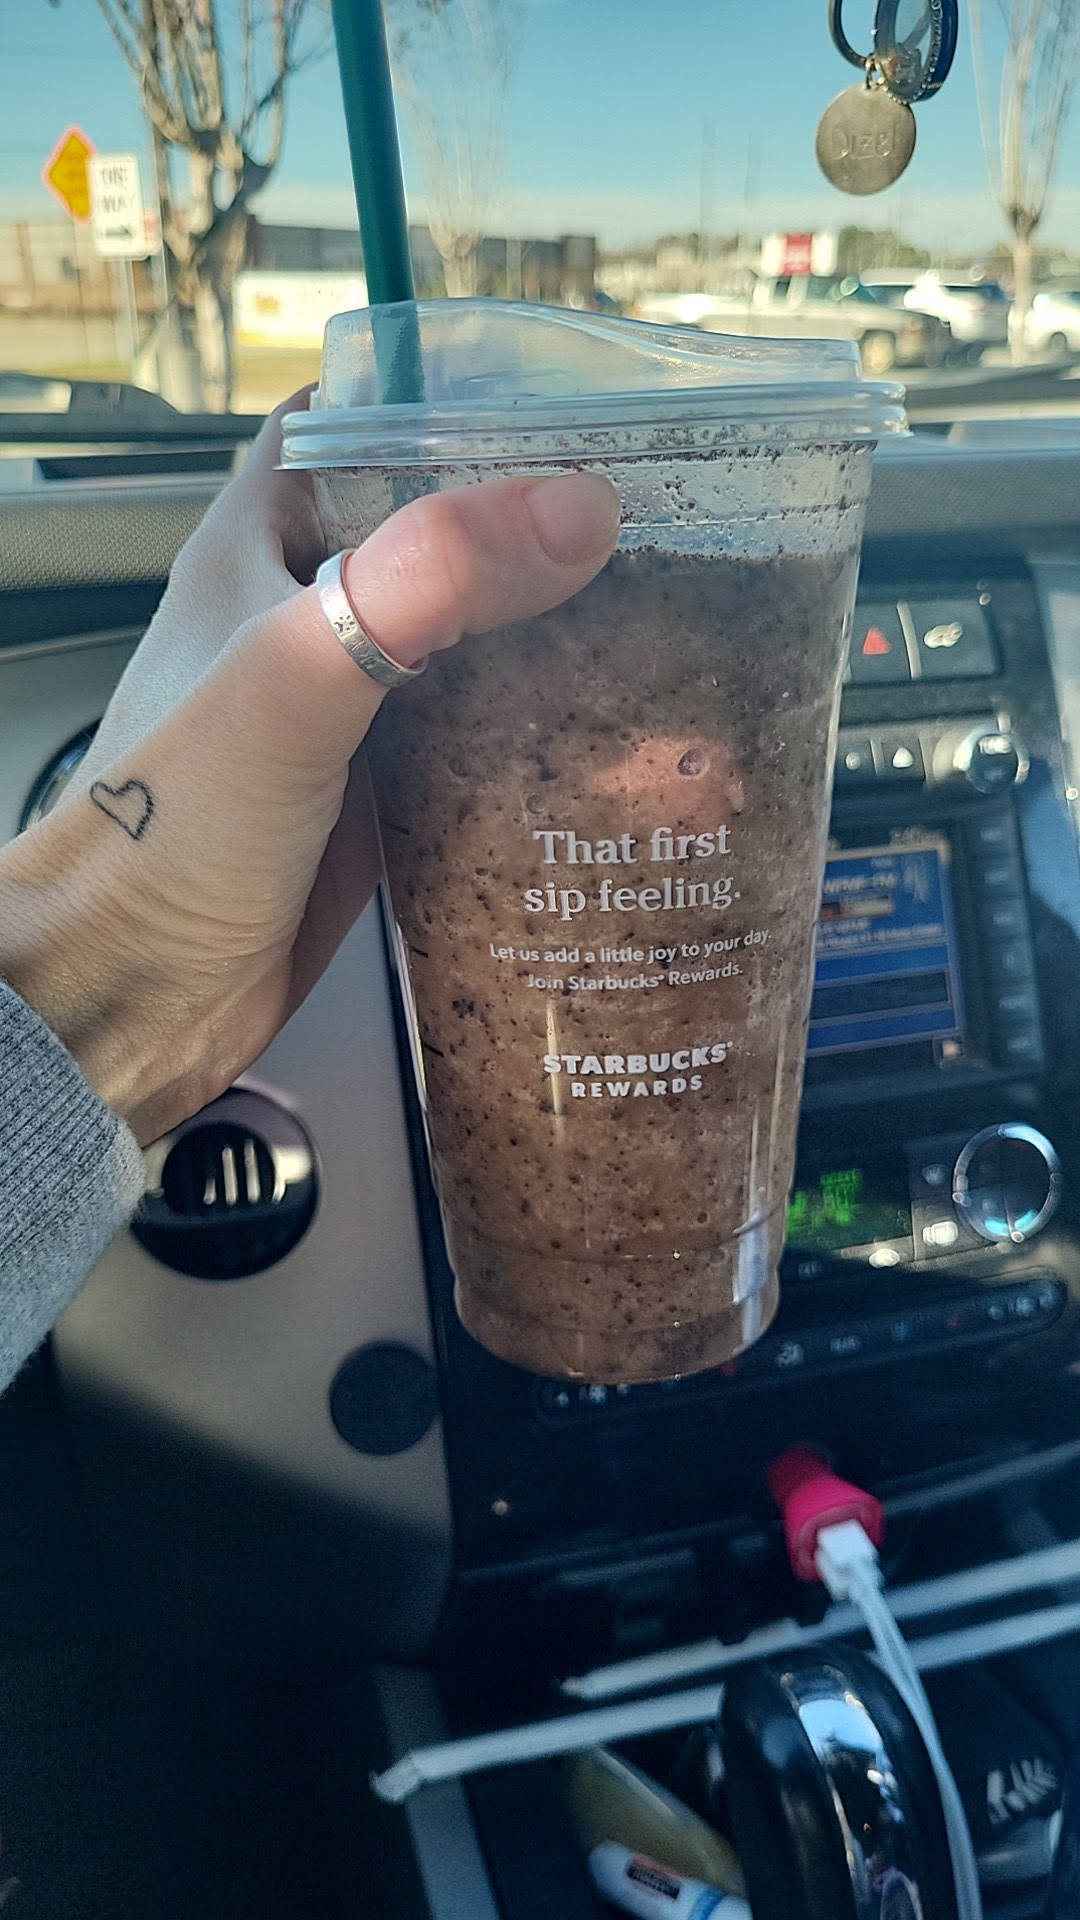 Dizel
ONE
WAY
That first
sip feeling.
Let us add a little joy to your day.
Join Starbucks® Rewards.
STARBUCKS®
REWARDS